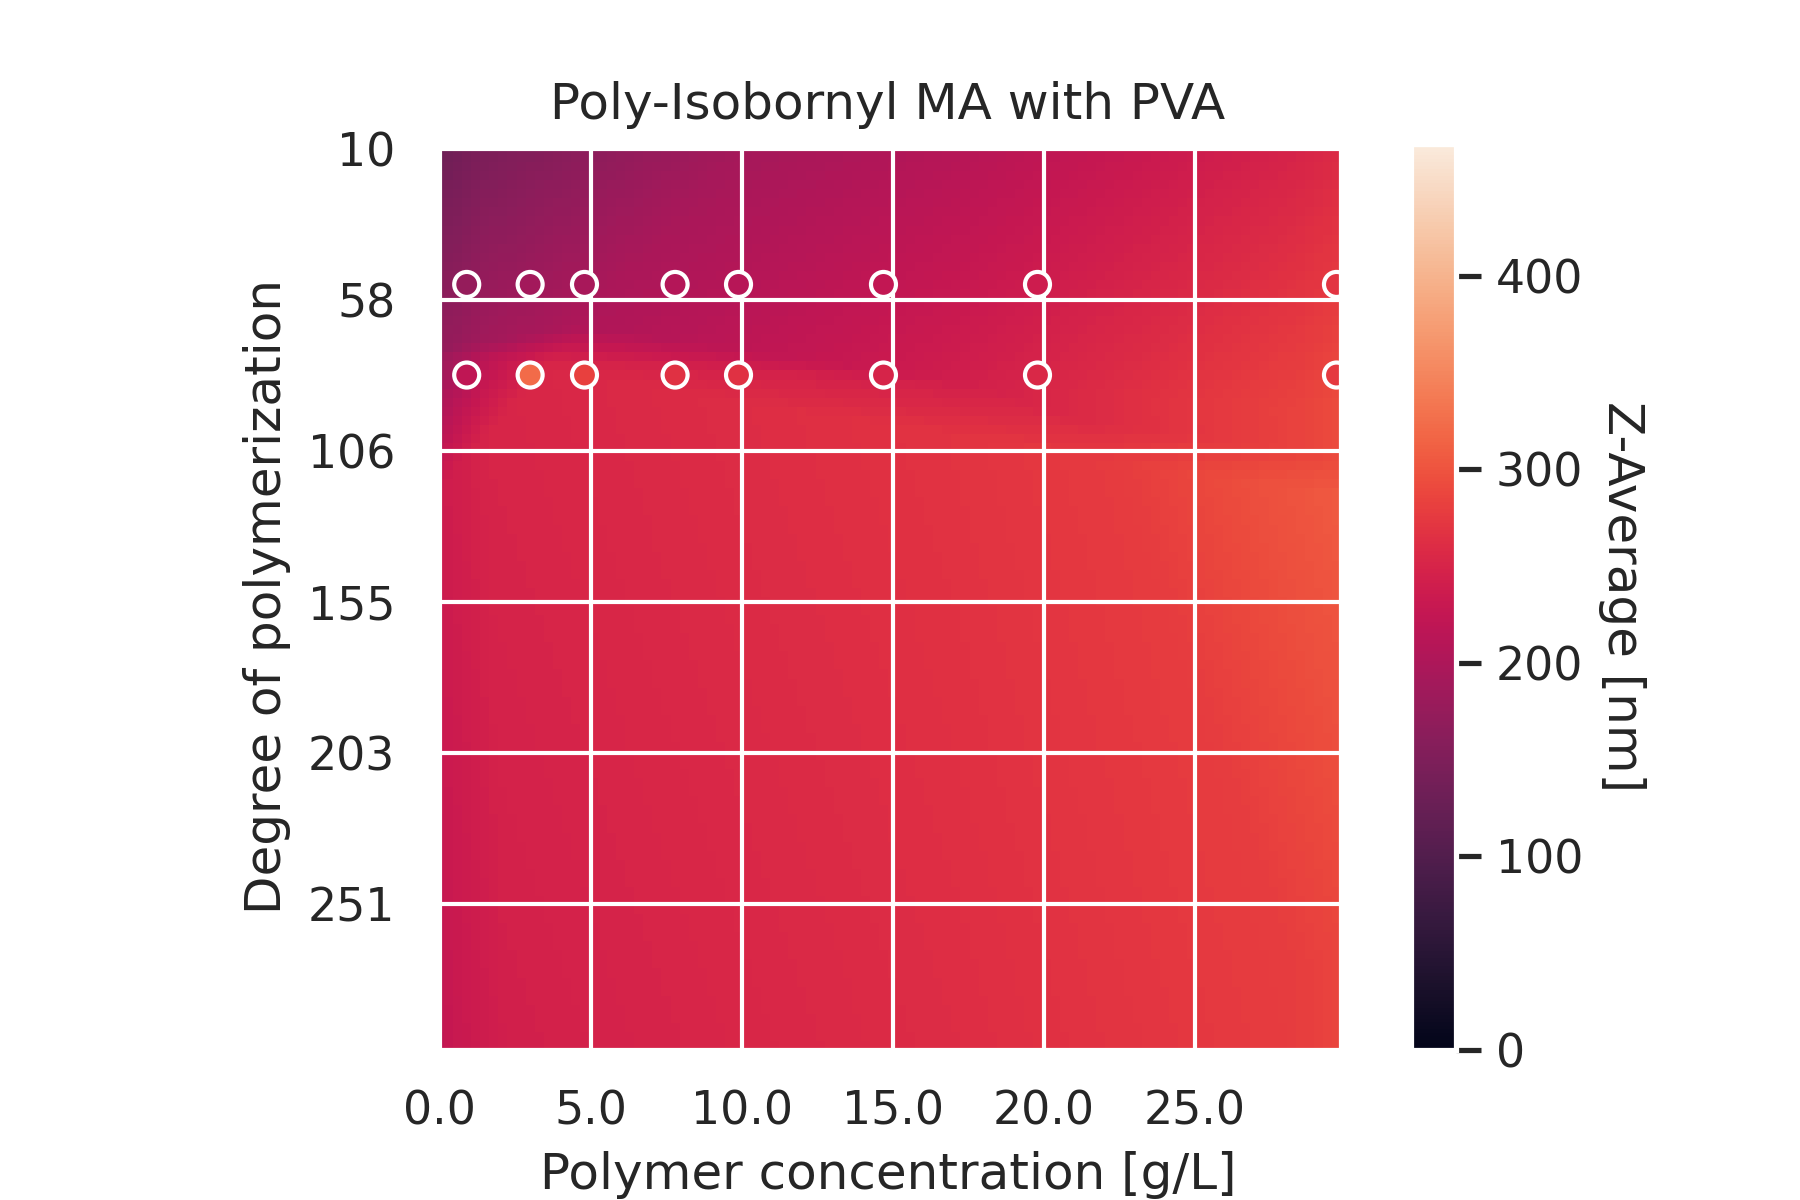 Poly-Isobornyl MA with PVA
10
58
106
155
203
251
Degree of polymerization
0.0 5.0 10.0 15.0 20.0 25.0
Polymer concentration [g/L]
400
300
200
100
0
Z-Average [nm]